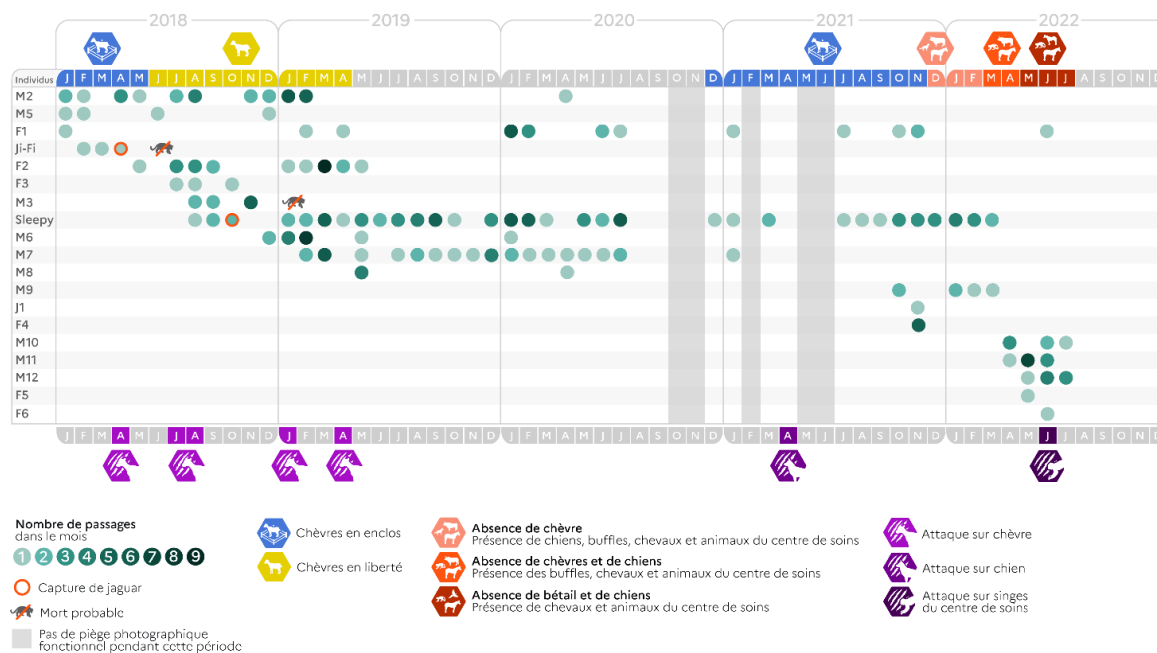 2018 2019 2020 2021 2022
Individus J F M A M J J A S O N D J F M A M J J A S O N D J F M A M J J A S O N D J F M A M J J A S O N D J F M A M J J A S O N D
M2
M5
F1
Ji-Fi
F2
F3
M3
Sleepy
M6
M7
M8
M9
J1
F4
M10
M11
M12
F5
F6
J F M A M J J A S O N D J F M A M J J A S O N D J F M A M J J A S O N D J F M A M J J A S O N D J F M A M J J A S O N D
Nombre de passages
dans le mois
1 2 3 4 5 6 7 8 9
Capture de jaguar
Mort probable
Pas de piège photographique
fonctionnel pendant cette période
Chèvres en enclos
Chèvres en liberté
Absence de chèvre
Présence de chiens, buffles, chevaux et animaux du centre de soins
Absence de chèvres et de chiens
Présence des buffles, chevaux et animaux du centre de soins
Absence de bétail et de chiens
Présence de chevaux et animaux du centre de soins
Attaque sur chèvre
Attaque sur chien
Attaque sur singes
du centre de soins